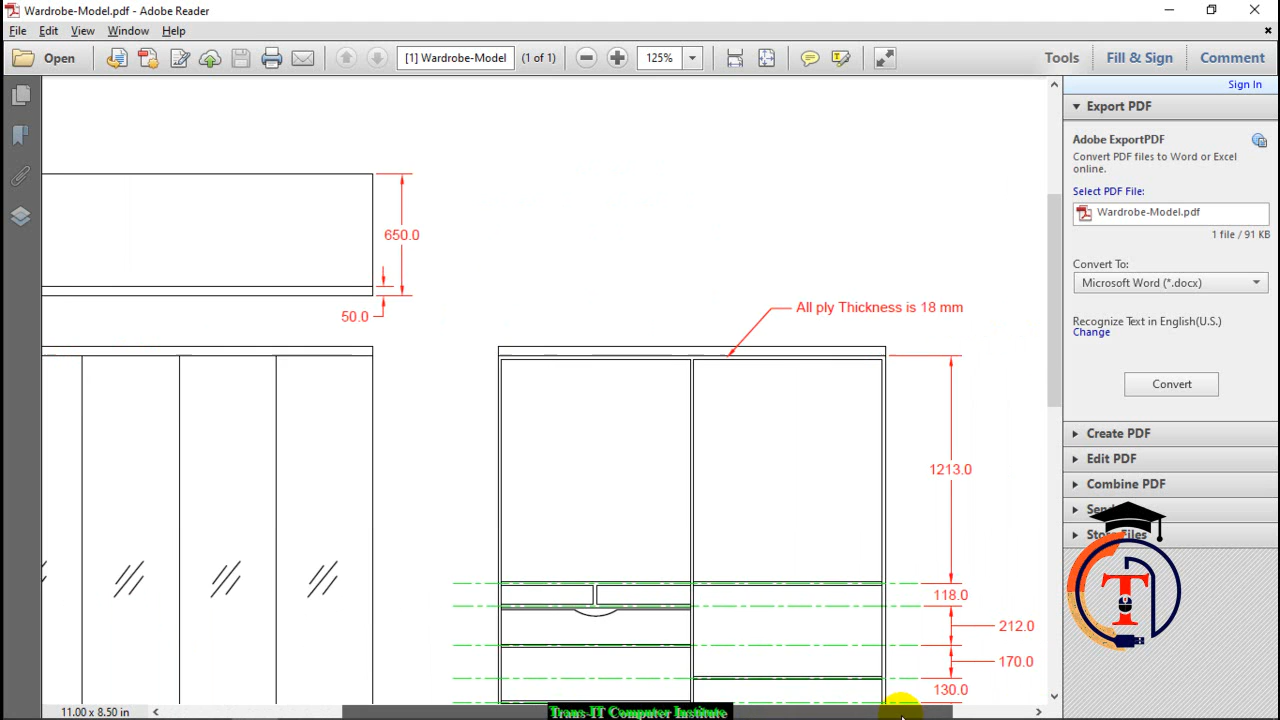 Wardrobe-Model.pdf - Adobe Reader
File Edit View Window Help
Open [1] Wardrobe-Model (1 of 1) 125% Tools Fill & Sign Comment
Sign In
Export PDF
Adobe ExportPDF
Convert PDF files to Word or Excel
online.
Select PDF File:
Wardrobe-Model.pdf
1 file / 91 KB
Convert To:
Microsoft Word (*.docx)
Recognize Text in English(U.S.)
Change
Convert
Create PDF
Edit PDF
Combine PDF
Store Files
650.0
50.0
All ply Thickness is 18 mm
1213.0
118.0
212.0
170.0
130.0
11.00 x 8.50 in
Trans-IT Computer Institute